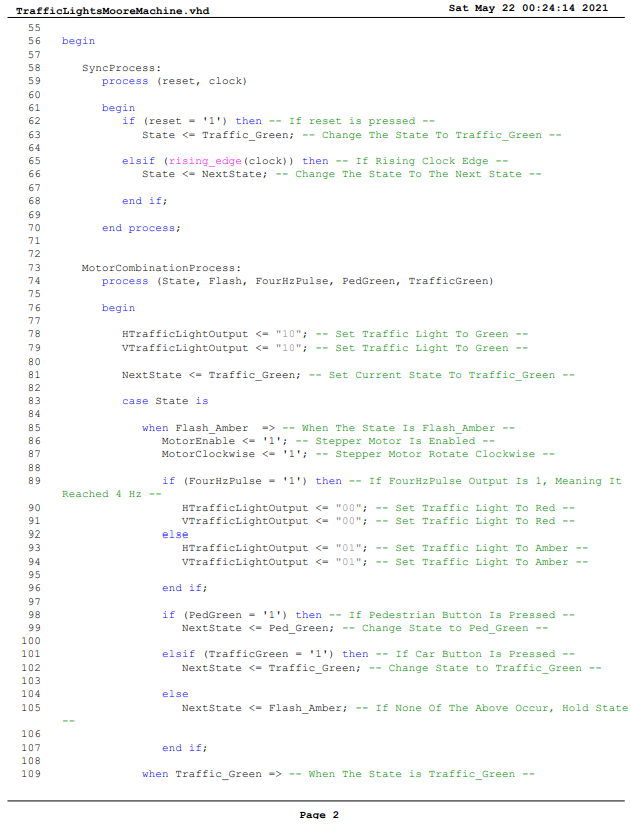 TrafficLightsMooreMachine.vhd Sat May 22 00:24:14 2021
55
56 begin
57
58 SyncProcess:
59 process (reset, clock)
60
61 begin
62 if (reset = '1') then -- If reset is pressed --
63 State <= Traffic_Green; -- Change The State To Traffic_Green --
64
65 elsif (rising_edge(clock)) then -- If Rising Clock Edge --
66 State <= NextState; -- Change The State To The Next State --
67
68 end if;
69
70 end process;
71
72
73 MotorCombinationProcess:
74 process (State, Flash, FourHzPulse, PedGreen, TrafficGreen)
75
76 begin
77
78 HTrafficLightOutput <= "10"; -- Set Traffic Light To Green --
79 VTrafficLightOutput <= "10"; -- Set Traffic Light To Green --
80
81 NextState <= Traffic_Green; -- Set Current State To Traffic_Green --
82
83 case State is
84
85 when Flash_Amber => -- When The State Is Flash_Amber --
86 MotorEnable <= '1'; -- Stepper Motor Is Enabled --
87 MotorClockwise <= '1'; -- Stepper Motor Rotate Clockwise --
88
89 if (FourHzPulse = '1') then -- If FourHzPulse Output Is 1, Meaning It
Reached 4 Hz --
90 HTrafficLightOutput <= "00"; -- Set Traffic Light To Red --
91 VTrafficLightOutput <= "00"; -- Set Traffic Light To Red --
92 else
93 HTrafficLightOutput <= "01"; -- Set Traffic Light To Amber --
94 VTrafficLightOutput <= "01"; -- Set Traffic Light To Amber --
95
96 end if;
97
98 if (PedGreen = '1') then -- If Pedestrian Button Is Pressed --
99 NextState <= Ped_Green; -- Change State to Ped_Green --
100
101 elsif (TrafficGreen = '1') then -- If Car Button Is Pressed --
102 NextState <= Traffic_Green; -- Change State to Traffic_Green --
103
104 else
105 NextState <= Flash_Amber; -- If None Of The Above Occur, Hold State
--
106
107 end if;
108
109 when Traffic_Green => -- When The State is Traffic_Green --
Page 2